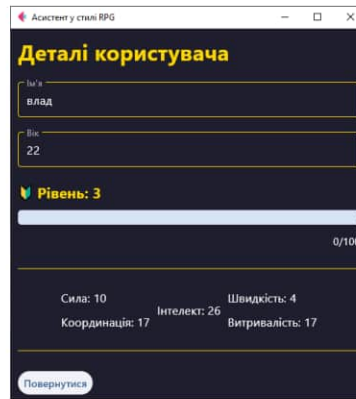 Асистент у стилі RPG
Деталі користувача
Ім'я
влад
Вік
22
Рівень: 3
0/100
Сила: 10
Координація: 17
Інтелект: 26
Швидкість: 4
Витривалість: 17
Повернутися